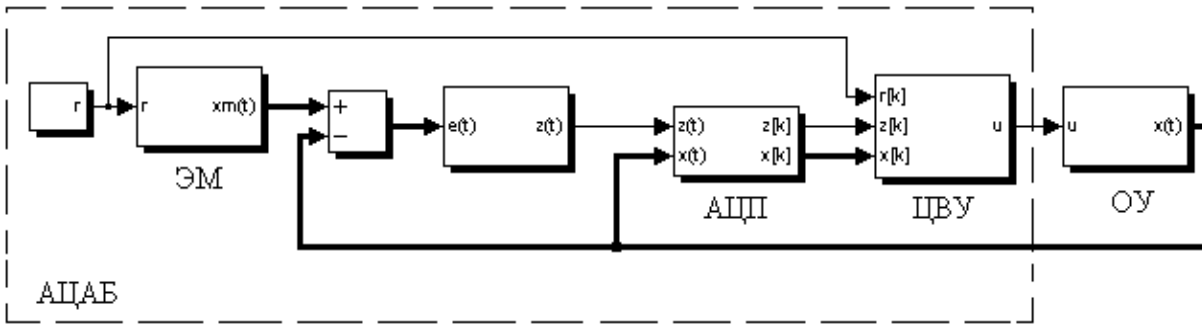 r
r xm(t)
ЭМ
+
−
e(t) z(t)
z(t) z[k]
x(t) x[k]
АЦП
r[k]
z[k] u
x[k]
ЦВУ
u x(t)
ОУ
АЦАБ